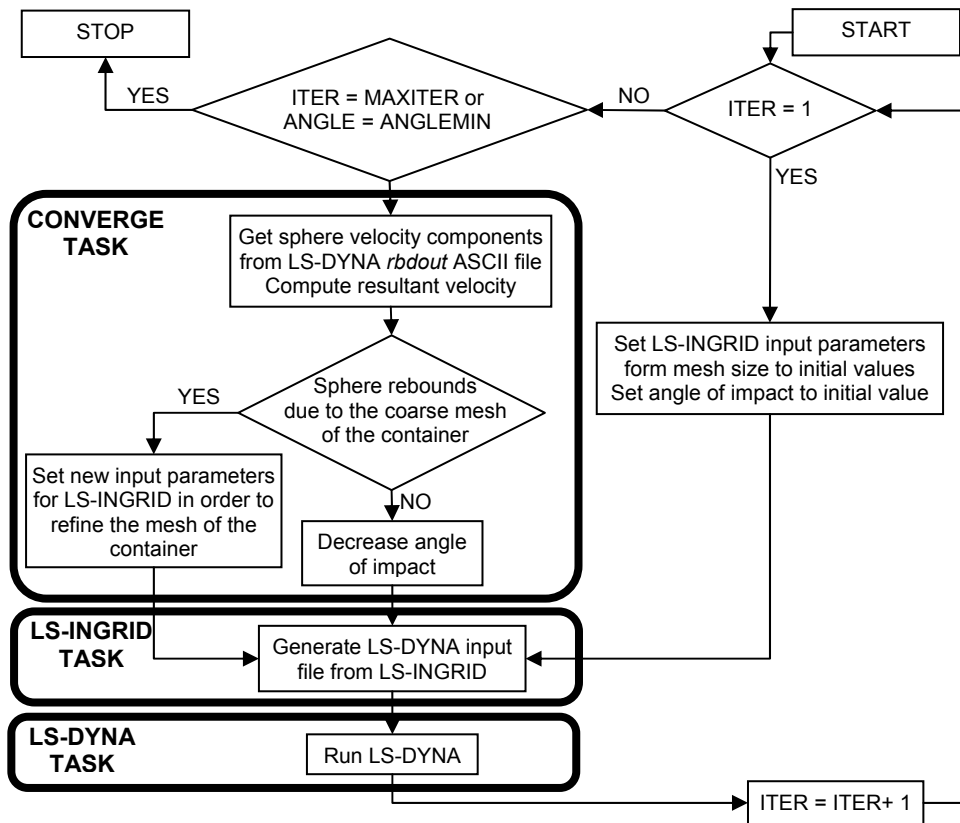 STOP
START
YES
ITER = MAXITER or
ANGLE = ANGLEMIN
NO
ITER = 1
YES
CONVERGE
TASK
Get sphere velocity components
from LS-DYNA rbdout ASCII file
Compute resultant velocity
Set LS-INGRID input parameters
form mesh size to initial values
Set angle of impact to initial value
YES
Sphere rebounds
due to the coarse mesh
of the container
Set new input parameters
for LS-INGRID in order to
refine the mesh of the
container
NO
Decrease angle
of impact
LS-INGRID
TASK
Generate LS-DYNA input
file from LS-INGRID
LS-DYNA
TASK
Run LS-DYNA
ITER = ITER+ 1